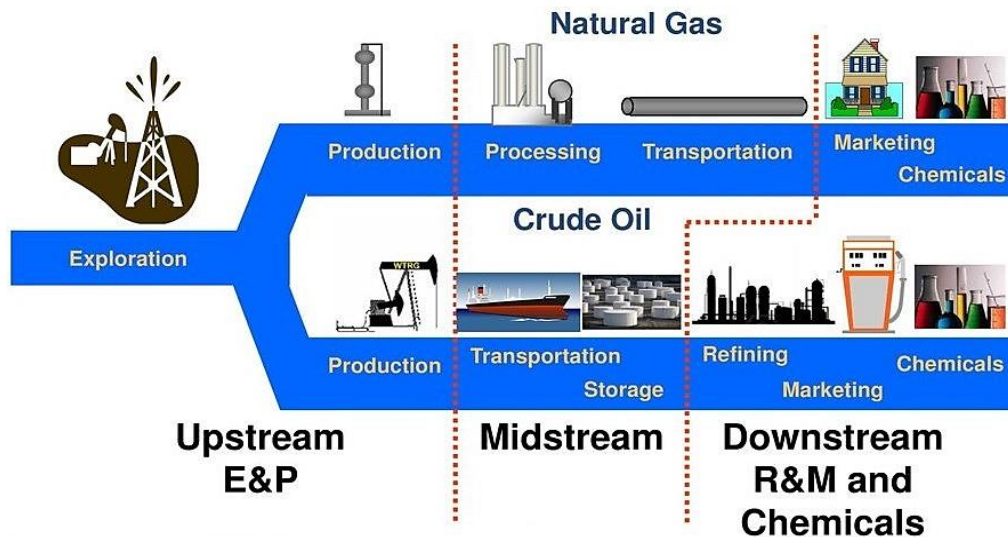 Natural Gas
Production
Processing
Transportation
Marketing
Chemicals
Exploration
Crude Oil
WTRG
Production
Transportation
Storage
Refining
Marketing
Chemicals
Upstream
E&P
Midstream
Downstream
R&M and
Chemicals